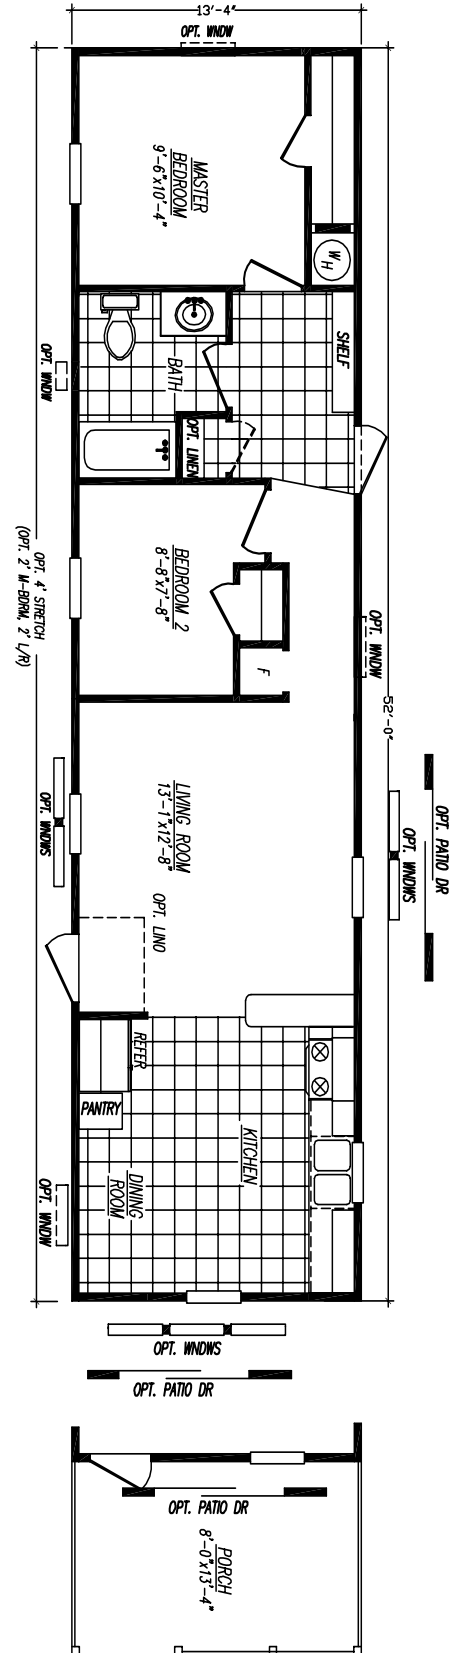 13'-4"
OPT. WNDW
MASTER
BEDROOM
9'-6"x10'-4"
WH
SHELF
BATH
OPT. WNDW
OPT. LINEN
OPT. 4' STRETCH
(OPT. 2' M-BDRM, 2' L/R)
BEDROOM 2
8'-8"x7'-8"
F
OPT. WNDW
52'-0"
LIVING ROOM
13'-1"x12'-8"
OPT. WNDWS
OPT. WNDWS
OPT. PATIO DR
OPT. LINO
REFER
PANTRY
KITCHEN
DINING
ROOM
OPT. WNDW
OPT. WNDWS
OPT. PATIO DR
OPT. PATIO DR
PORCH
8'-0"x13'-4"